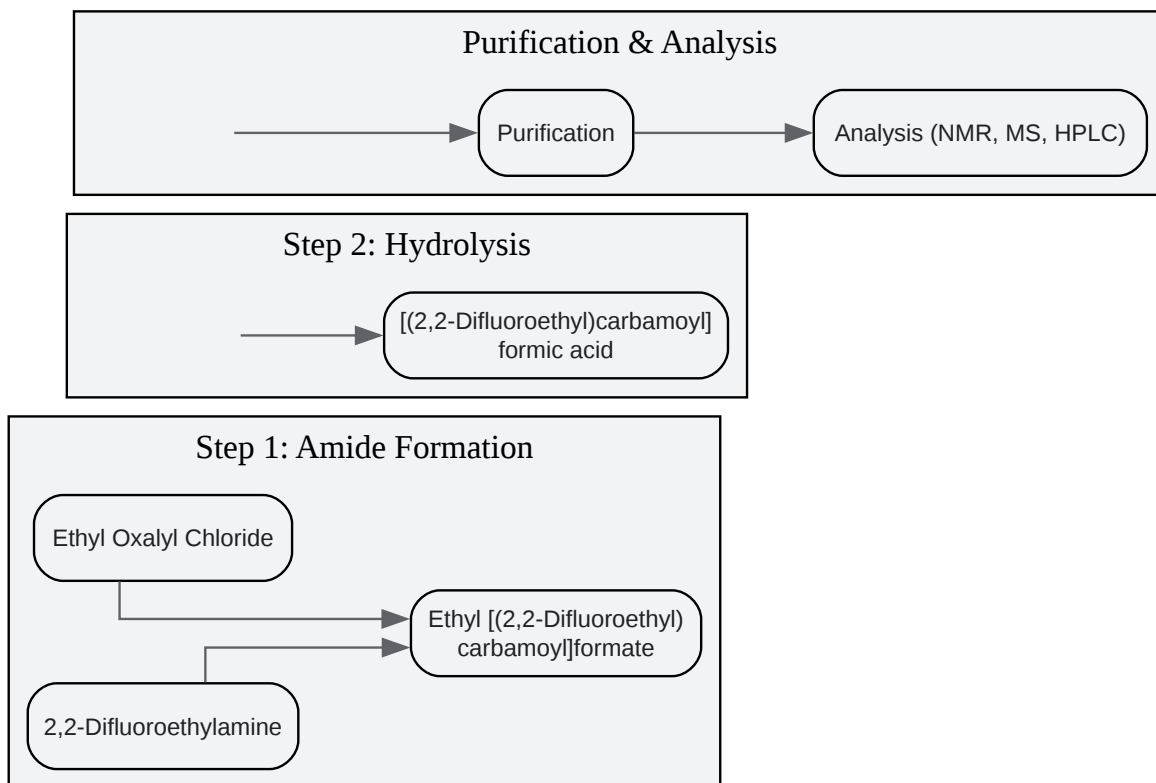 Purification & Analysis
Purification
Analysis (NMR, MS, HPLC)
Step 2: Hydrolysis
[(2,2-Difluoroethyl)carbamoyl]
formic acid
Step 1: Amide Formation
Ethyl Oxalyl Chloride
Ethyl [(2,2-Difluoroethyl)
carbamoyl]formate
2,2-Difluoroethylamine